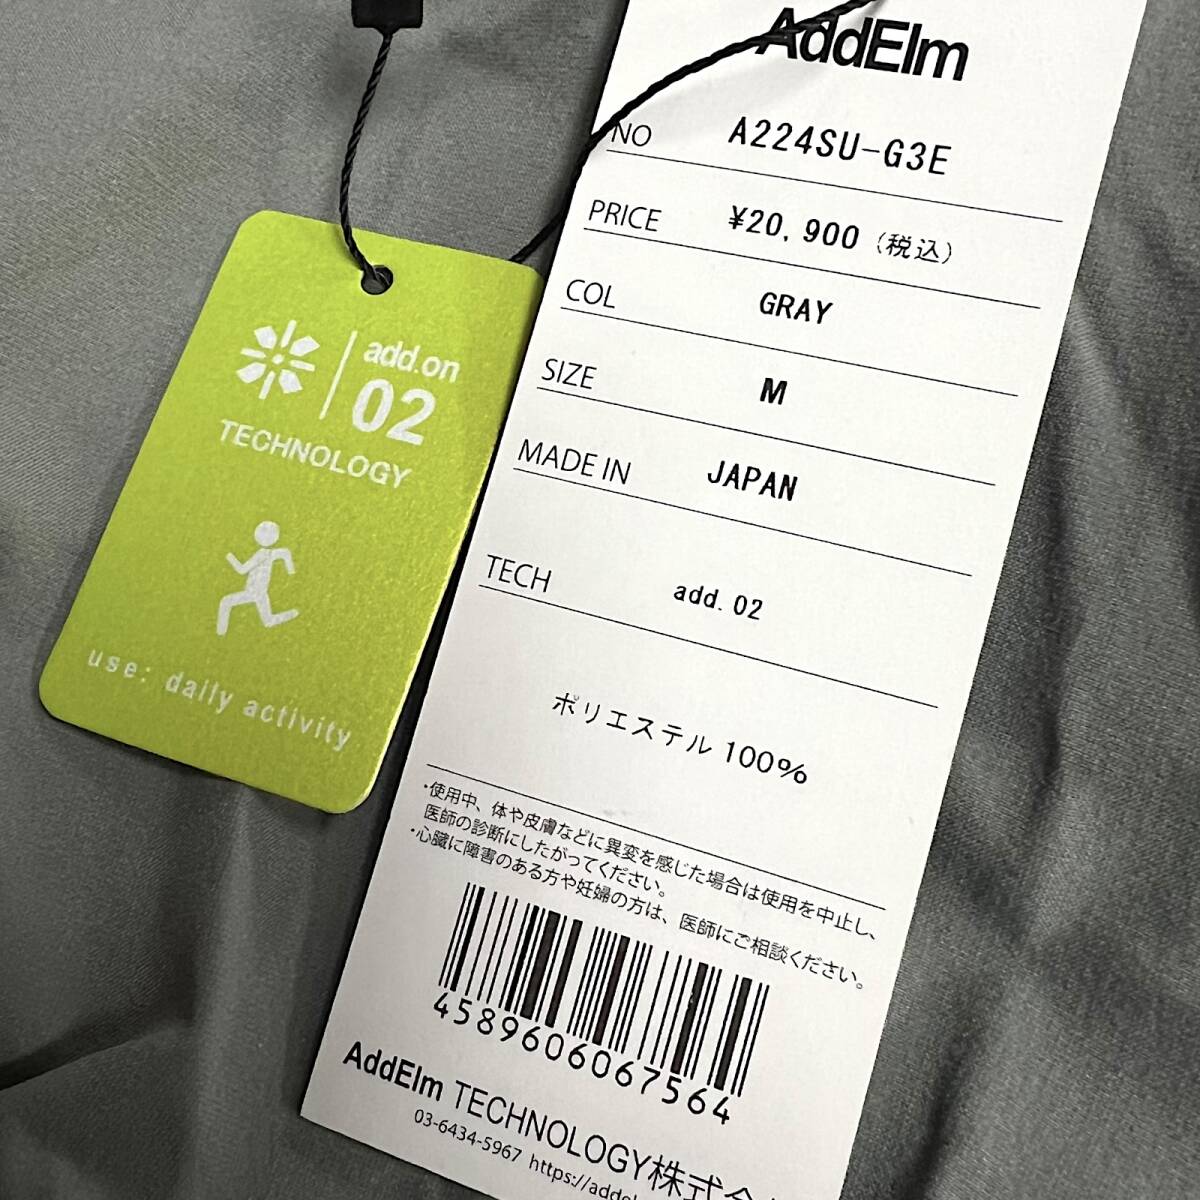 AddElm
NO A224SU-G3E
PRICE ¥20,900 (税込)
COL GRAY
SIZE M
MADE IN JAPAN
TECH add.02
ポリエステル 100%
・使用中、体や皮膚などに異変を感じた場合は使用を中止し、
医師の診断にしたがってください。
・心臓に障害のある方や妊婦の方は、医師にご相談ください。
4589606067564
AddElm TECHNOLOGY株式会
03-6434-5967 https://adde
add.on
02
TECHNOLOGY
use: daily activity